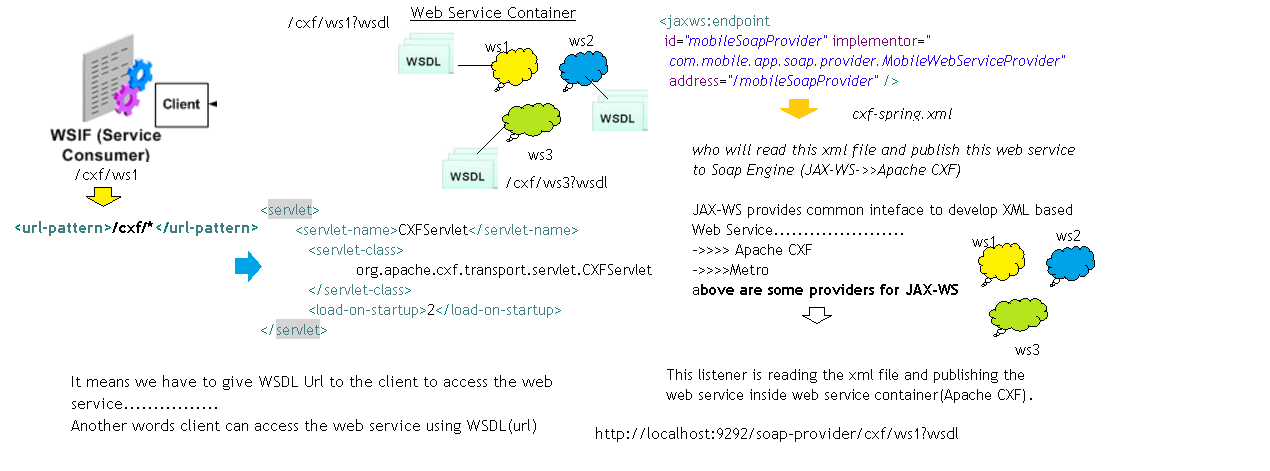 Web Service Container
/cxf/ws1?wsdl
WSDL
ws1
ws2
WSDL
ws3
WSDL
/cxf/ws3?wsdl
Client
WSIF (Service
Consumer)
/cxf/ws1
<url-pattern>/cxf/*</url-pattern>
<servlet>
<servlet-name>CXFServlet</servlet-name>
<servlet-class>
org.apache.cxf.transport.servlet.CXFServlet
</servlet-class>
<load-on-startup>2</load-on-startup>
</servlet>
It means we have to give WSDL Url to the client to access the web
service................
Another words client can access the web service using WSDL(url)
<jaxws:endpoint
id="mobileSoapProvider" implementor="
com.mobile.app.soap.provider.MobileWebServiceProvider"
address="/mobileSoapProvider" />
cxf-spring.xml
who will read this xml file and publish this web service
to Soap Engine (JAX-WS->>Apache CXF)
JAX-WS provides common inteface to develop XML based
Web Service......................
->>>> Apache CXF
->>>>Metro
above are some providers for JAX-WS
ws1
ws2
ws3
This listener is reading the xml file and publishing the
web service inside web service container(Apache CXF).
http://localhost:9292/soap-provider/cxf/ws1?wsdl